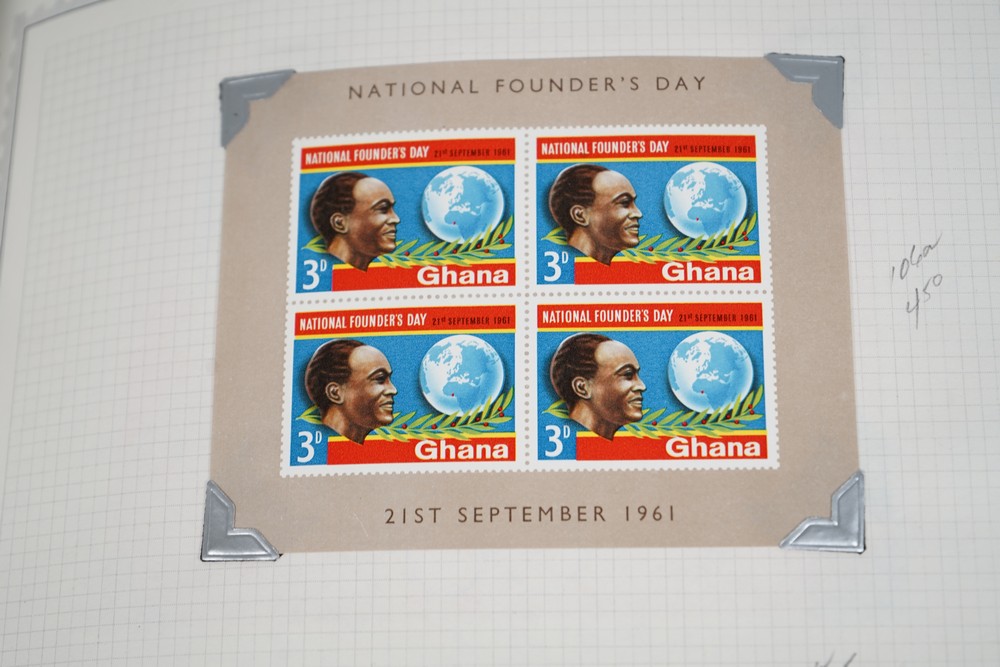 NATIONAL FOUNDER'S DAY
NATIONAL FOUNDER'S DAY 21st SEPTEMBER 1961
3D
Ghana
NATIONAL FOUNDER'S DAY 21st SEPTEMBER 1961
3D
Ghana
NATIONAL FOUNDER'S DAY 21st SEPTEMBER 1961
3D
Ghana
NATIONAL FOUNDER'S DAY 21st SEPTEMBER 1961
3D
Ghana
21ST SEPTEMBER 1961
106a
450